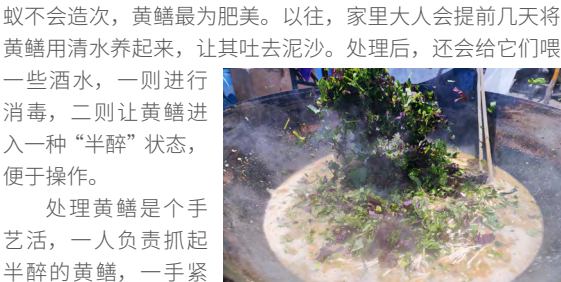 蚁不会造次，黄鳝最为肥美。以往，家里大人会提前几天将
黄鳝用清水养起来，让其吐去泥沙。处理后，还会给它们喂
一些酒水，一则进行
消毒，二则让黄鳝进
入一种“半醉”状态，
便于操作。
处理黄鳝是个手
艺活，一人负责抓起
半醉的黄鳝，一手紧